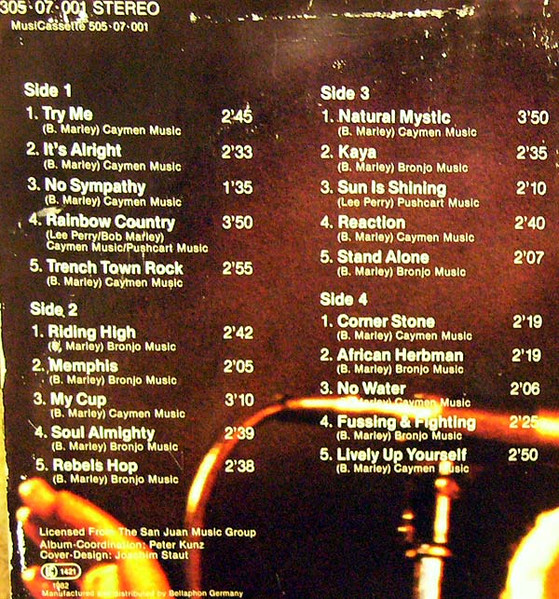 305·07·001 STEREO
MusiCassette 505·07·001
Side 1
1. Try Me 2'45
(B. Marley) Caymen Music
2. It's Alright 2'33
(B. Marley) Caymen Music
3. No Sympathy 1'35
(B. Marley) Caymen Music
4. Rainbow Country 3'50
(Lee Perry/Bob Marley)
Caymen Music/Pushcart Music
5. Trench Town Rock 2'55
(B. Marley) Caymen Music
Side 2
1. Riding High 2'42
(B. Marley) Bronjo Music
2. Memphis 2'05
(B. Marley) Bronjo Music
3. My Cup 3'10
(B. Marley) Caymen Music
4. Soul Almighty 2'39
(B. Marley) Bronjo Music
5. Rebels Hop 2'38
(B. Marley) Bronjo Music
Side 3
1. Natural Mystic 3'50
(B. Marley) Caymen Music
2. Kaya 2'35
(B. Marley) Bronjo Music
3. Sun Is Shining 2'10
(Lee Perry) Pushcart Music
4. Reaction 2'40
(B. Marley) Caymen Music
5. Stand Alone 2'07
(B. Marley) Bronjo Music
Side 4
1. Corner Stone 2'19
(B. Marley) Caymen Music
2. African Herbman 2'19
(B. Marley) Bronjo Music
3. No Water 2'06
(B. Marley) Caymen Music
4. Fussing & Fighting 2'25
(B. Marley) Bronjo Music
5. Lively Up Yourself 2'50
(B. Marley) Caymen Music
Licensed From The San Juan Music Group
Album-Coordination: Peter Kunz
Cover-Design: Joachim Staut
LC 1421
1982
Manufactured and distributed by Bellaphon Germany